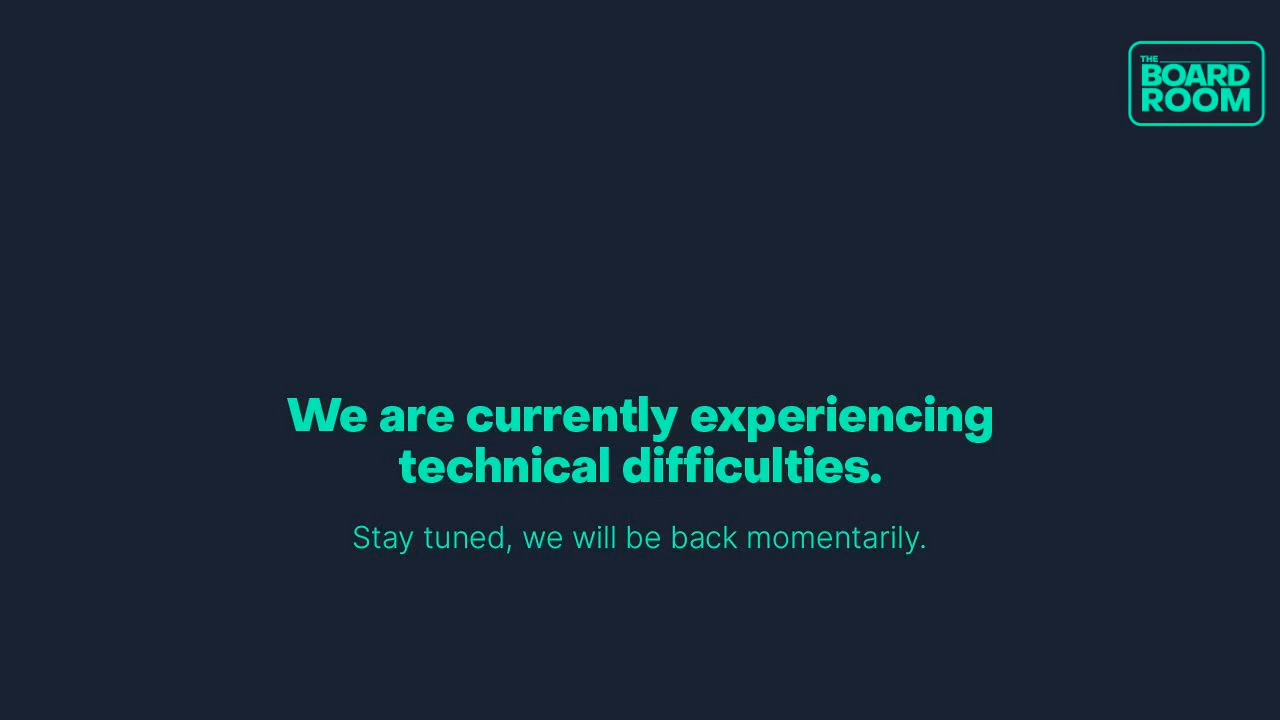 THE
BOARD
ROOM
We are currently experiencing
technical difficulties.
Stay tuned, we will be back momentarily.